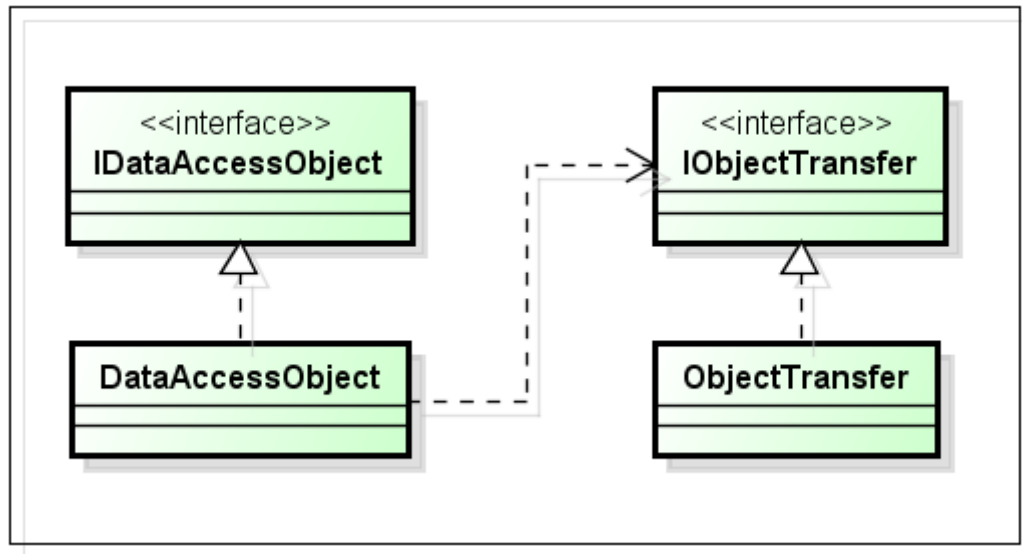 <<interface>>
IDataAccessObject
<<interface>>
IObjectTransfer
DataAccessObject
ObjectTransfer